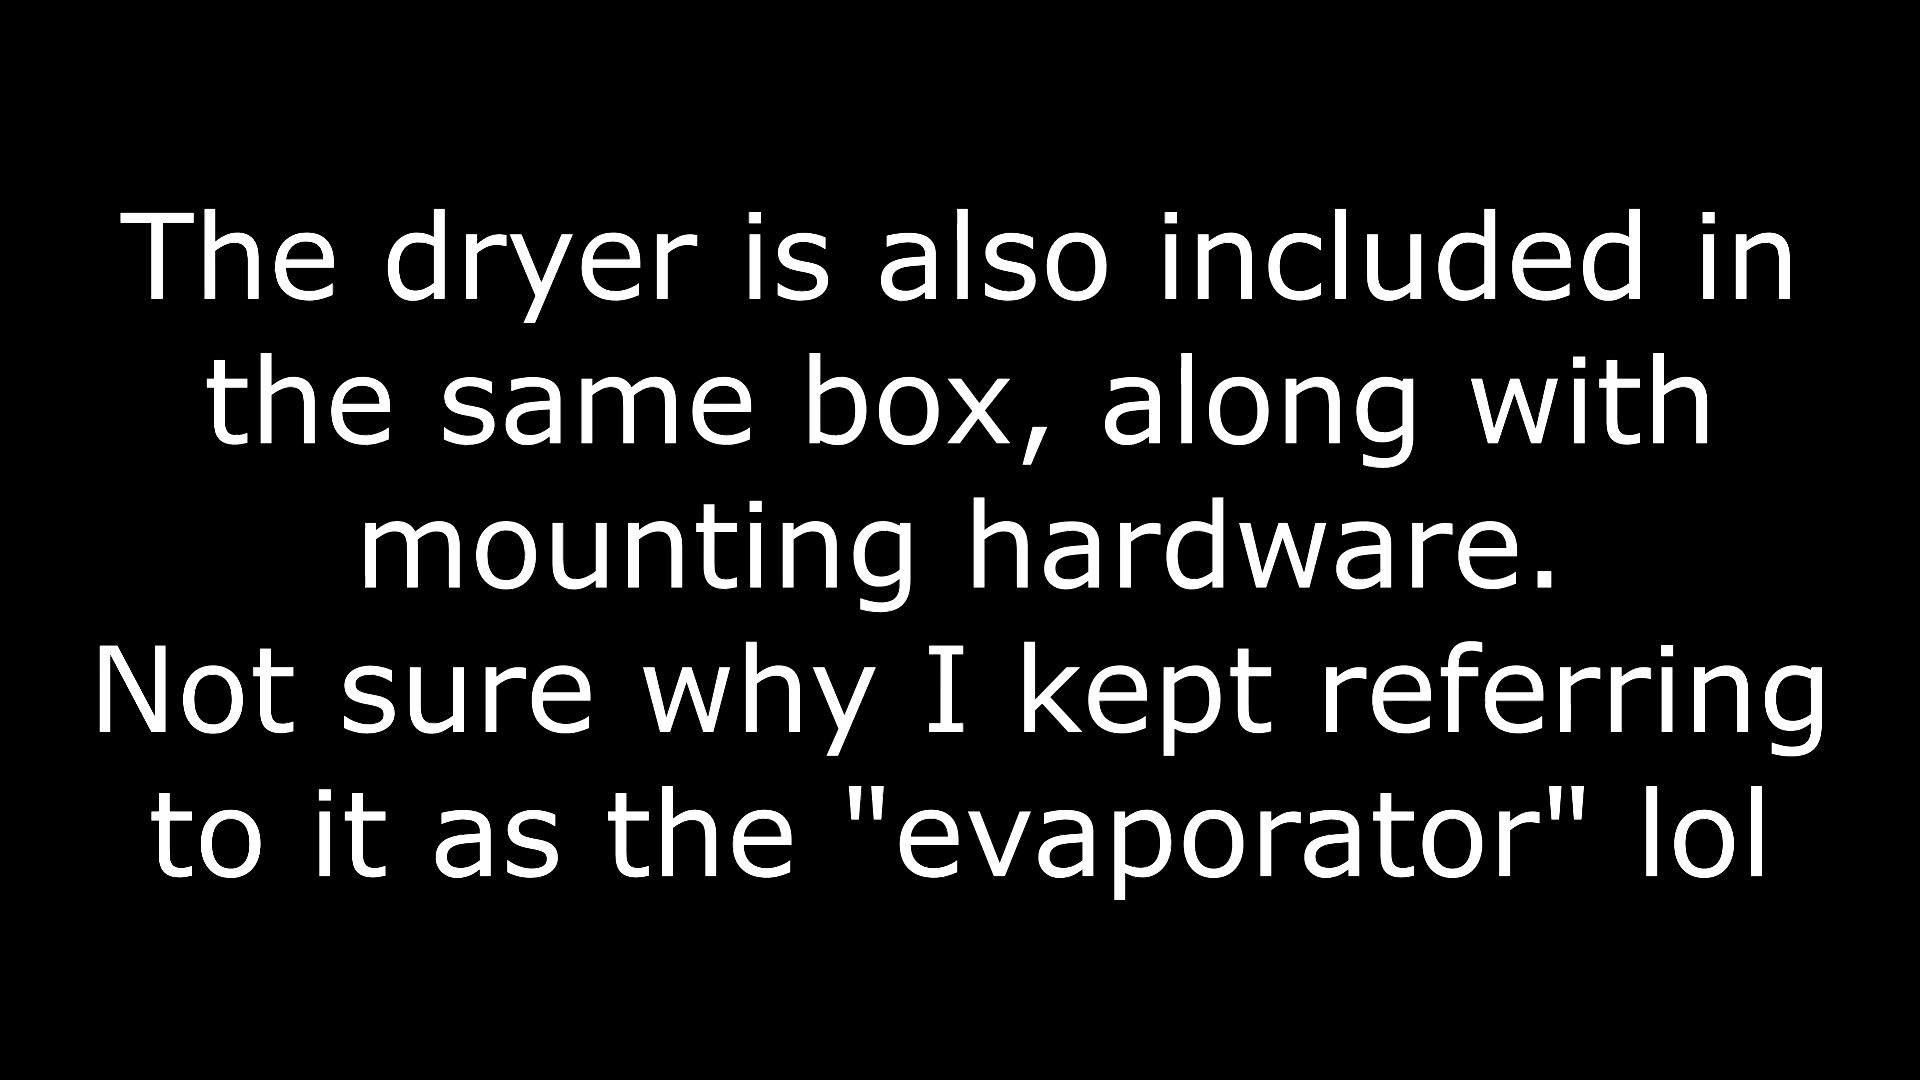 The dryer is also included in
the same box, along with
mounting hardware.
Not sure why I kept referring
to it as the "evaporator" lol